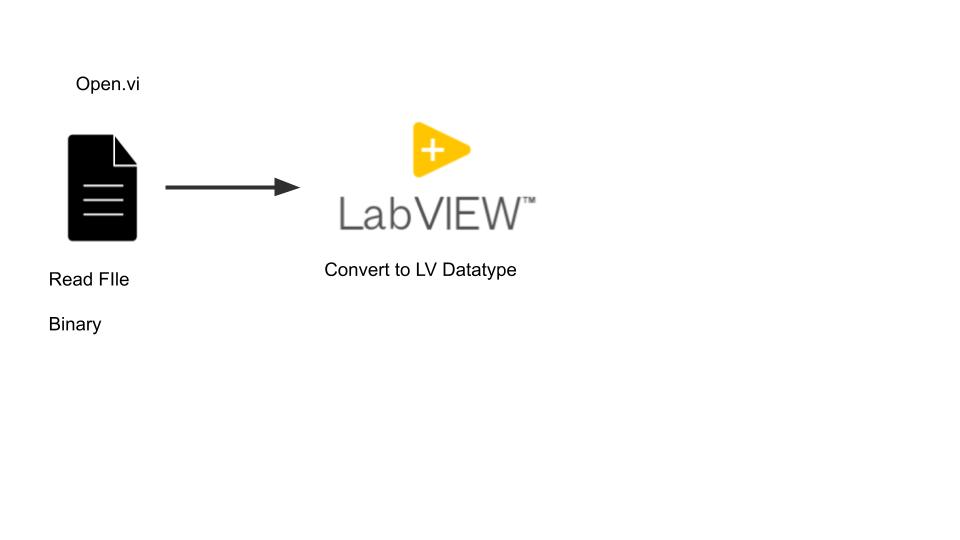 Open.vi
LabVIEW™
Convert to LV Datatype
Read FIle
Binary